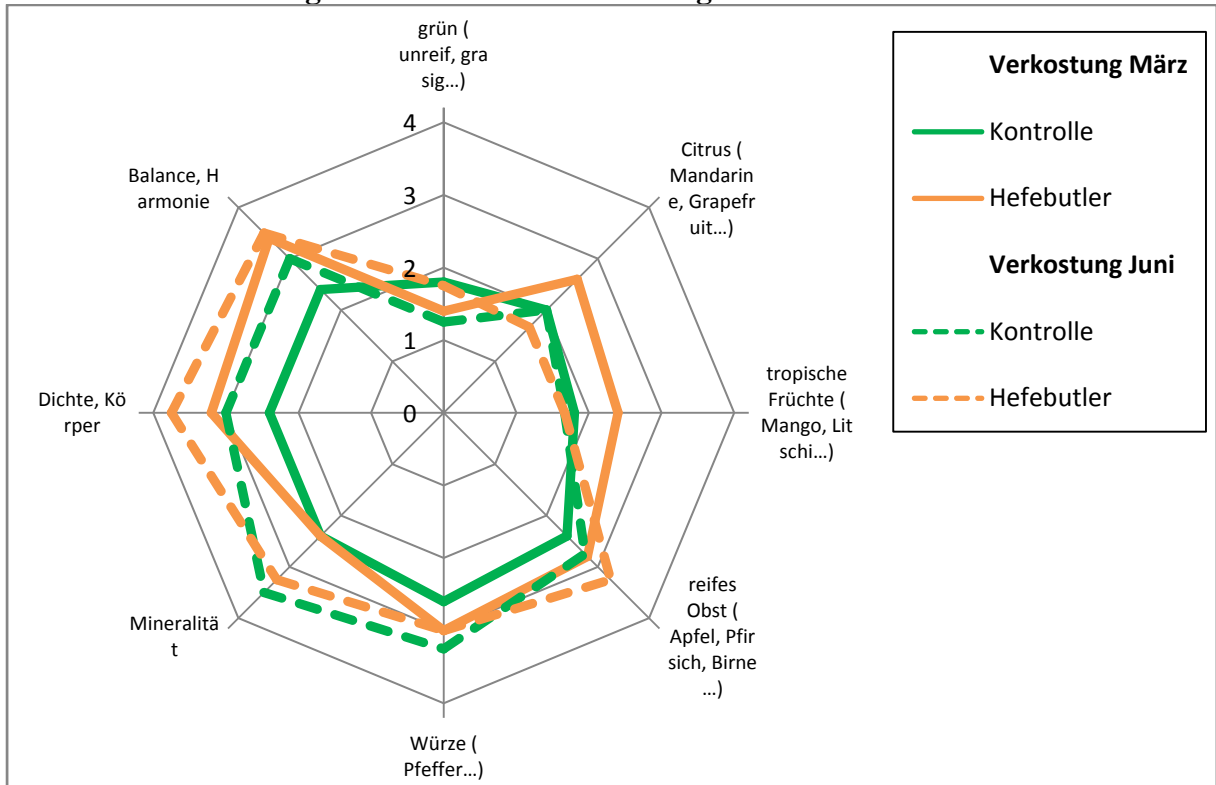 grün (
unreif, gra
sig...)
Citrus (
Mandarin
e, Grapefr
uit...)
tropische
Früchte (
Mango, Lit
schi...)
reifes
Obst (
Apfel, Pfir
sich, Birne
...)
Würze (
Pfeffer...)
Mineralitä
t
Dichte, Kö
rper
Balance, H
armonie
4
3
2
1
0
Verkostung März
Kontrolle
Hefebutler
Verkostung Juni
Kontrolle
Hefebutler